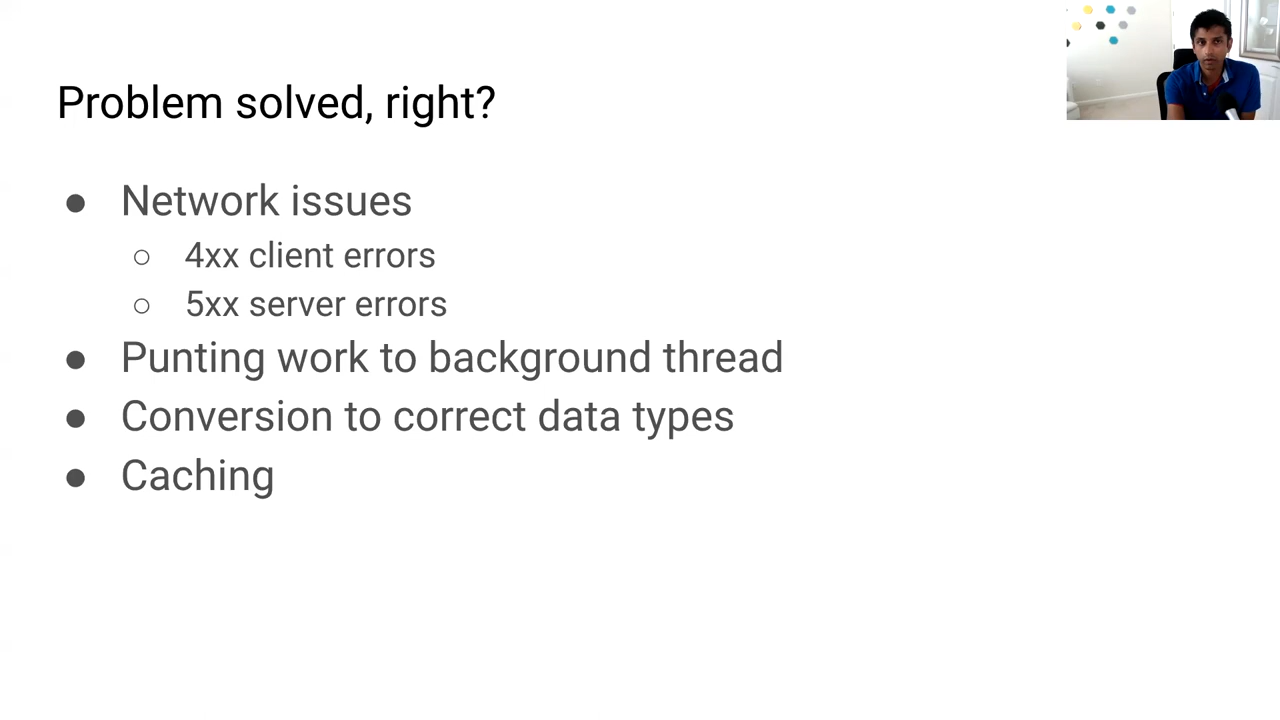 Problem solved, right?
● Network issues
○ 4xx client errors
○ 5xx server errors
● Punting work to background thread
● Conversion to correct data types
● Caching